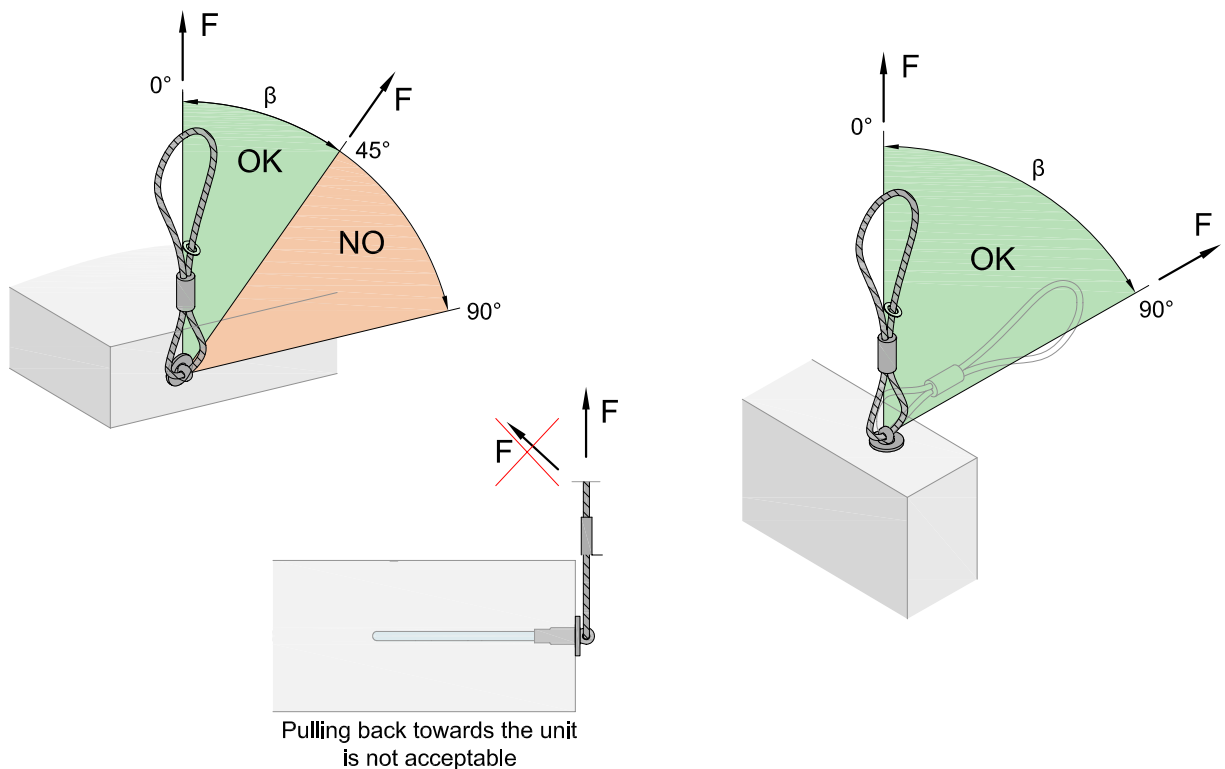 F
0°
β
F
OK
45°
NO
90°
F
0°
β
F
OK
90°
F
F
Pulling back towards the unit
is not acceptable